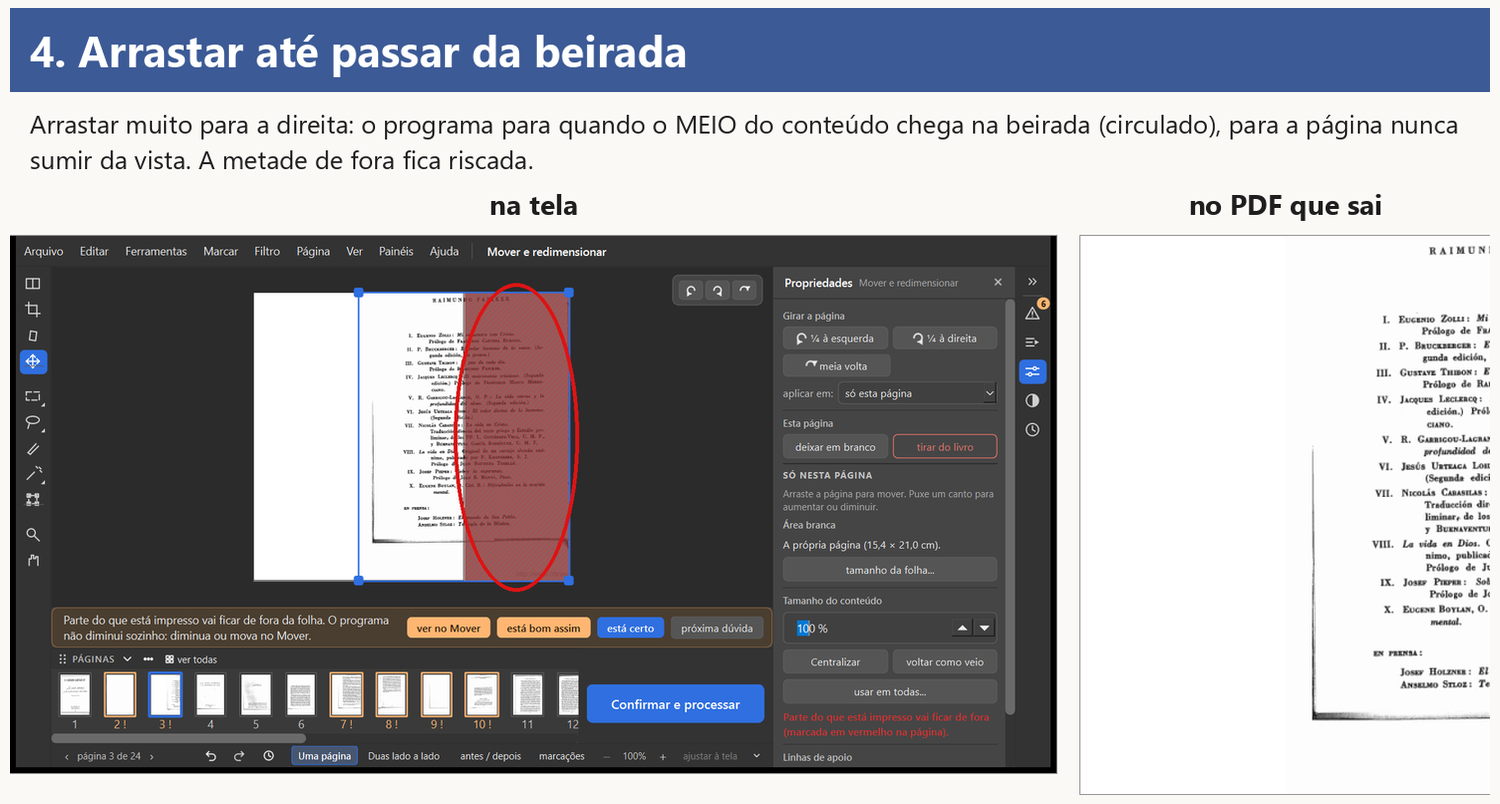 4. Arrastar até passar da beirada
Arrastar muito para a direita: o programa para quando o MEIO do conteúdo chega na beirada (circulado), para a página nunca
sumir da vista. A metade de fora fica riscada.
na tela
no PDF que sai
Arquivo Editar Ferramentas Marcar Filtro Página Ver Painéis Ajuda Mover e redimensionar
Propriedades Mover e redimensionar
Girar a página
¼ à esquerda ¼ à direita
meia volta
aplicar em: só esta página
Esta página
deixar em branco tirar do livro
SÓ NESTA PÁGINA
Arraste a página para mover. Puxe um canto para
aumentar ou diminuir.
Área branca
A própria página (15,4 × 21,0 cm).
tamanho da folha...
Tamanho do conteúdo
100 %
Centralizar voltar como veio
usar em todas...
Parte do que está impresso vai ficar de fora
(marcada em vermelho na página).
Linhas de apoio
6
Parte do que está impresso vai ficar de fora da folha. O programa
não diminui sozinho: diminua ou mova no Mover.
ver no Mover está bom assim está certo próxima dúvida
PÁGINAS ••• ver todas
1 2 ! 3 ! 4 5 6 7 ! 8 ! 9 ! 10 ! 11 12
Confirmar e processar
‹ página 3 de 24 › Uma página Duas lado a lado antes / depois marcações – 100% + ajustar à tela
RAIMUN
I. EUGENIO ZOLLI: Mi
Prólogo de FRA
II. P. BRUCKBERGER: E
gunda edición,
III. GUSTAVE THIBON: E
Prólogo de RAI
IV. JACQUES LECLERCQ:
edición.) Pról
CIANO.
V. R. GARRIGOU-LAGRAN
profundidad de
VI. JESÚS URTEAGA LOI
(Segunda edici
VII. NICOLÁS CABASILAS:
Traducción dir
liminar, de los
y BUENAVENTU
VIII. La vida en Dios. O
nimo, publicad
Prólogo de JU
IX. JOSEF PIEPER: Sob
Prólogo de JO
X. EUGENE BOYLAN, O.
mental.
EN PRENSA:
JOSEF HOLZNER: El
ANSELMO STLOZ: Te